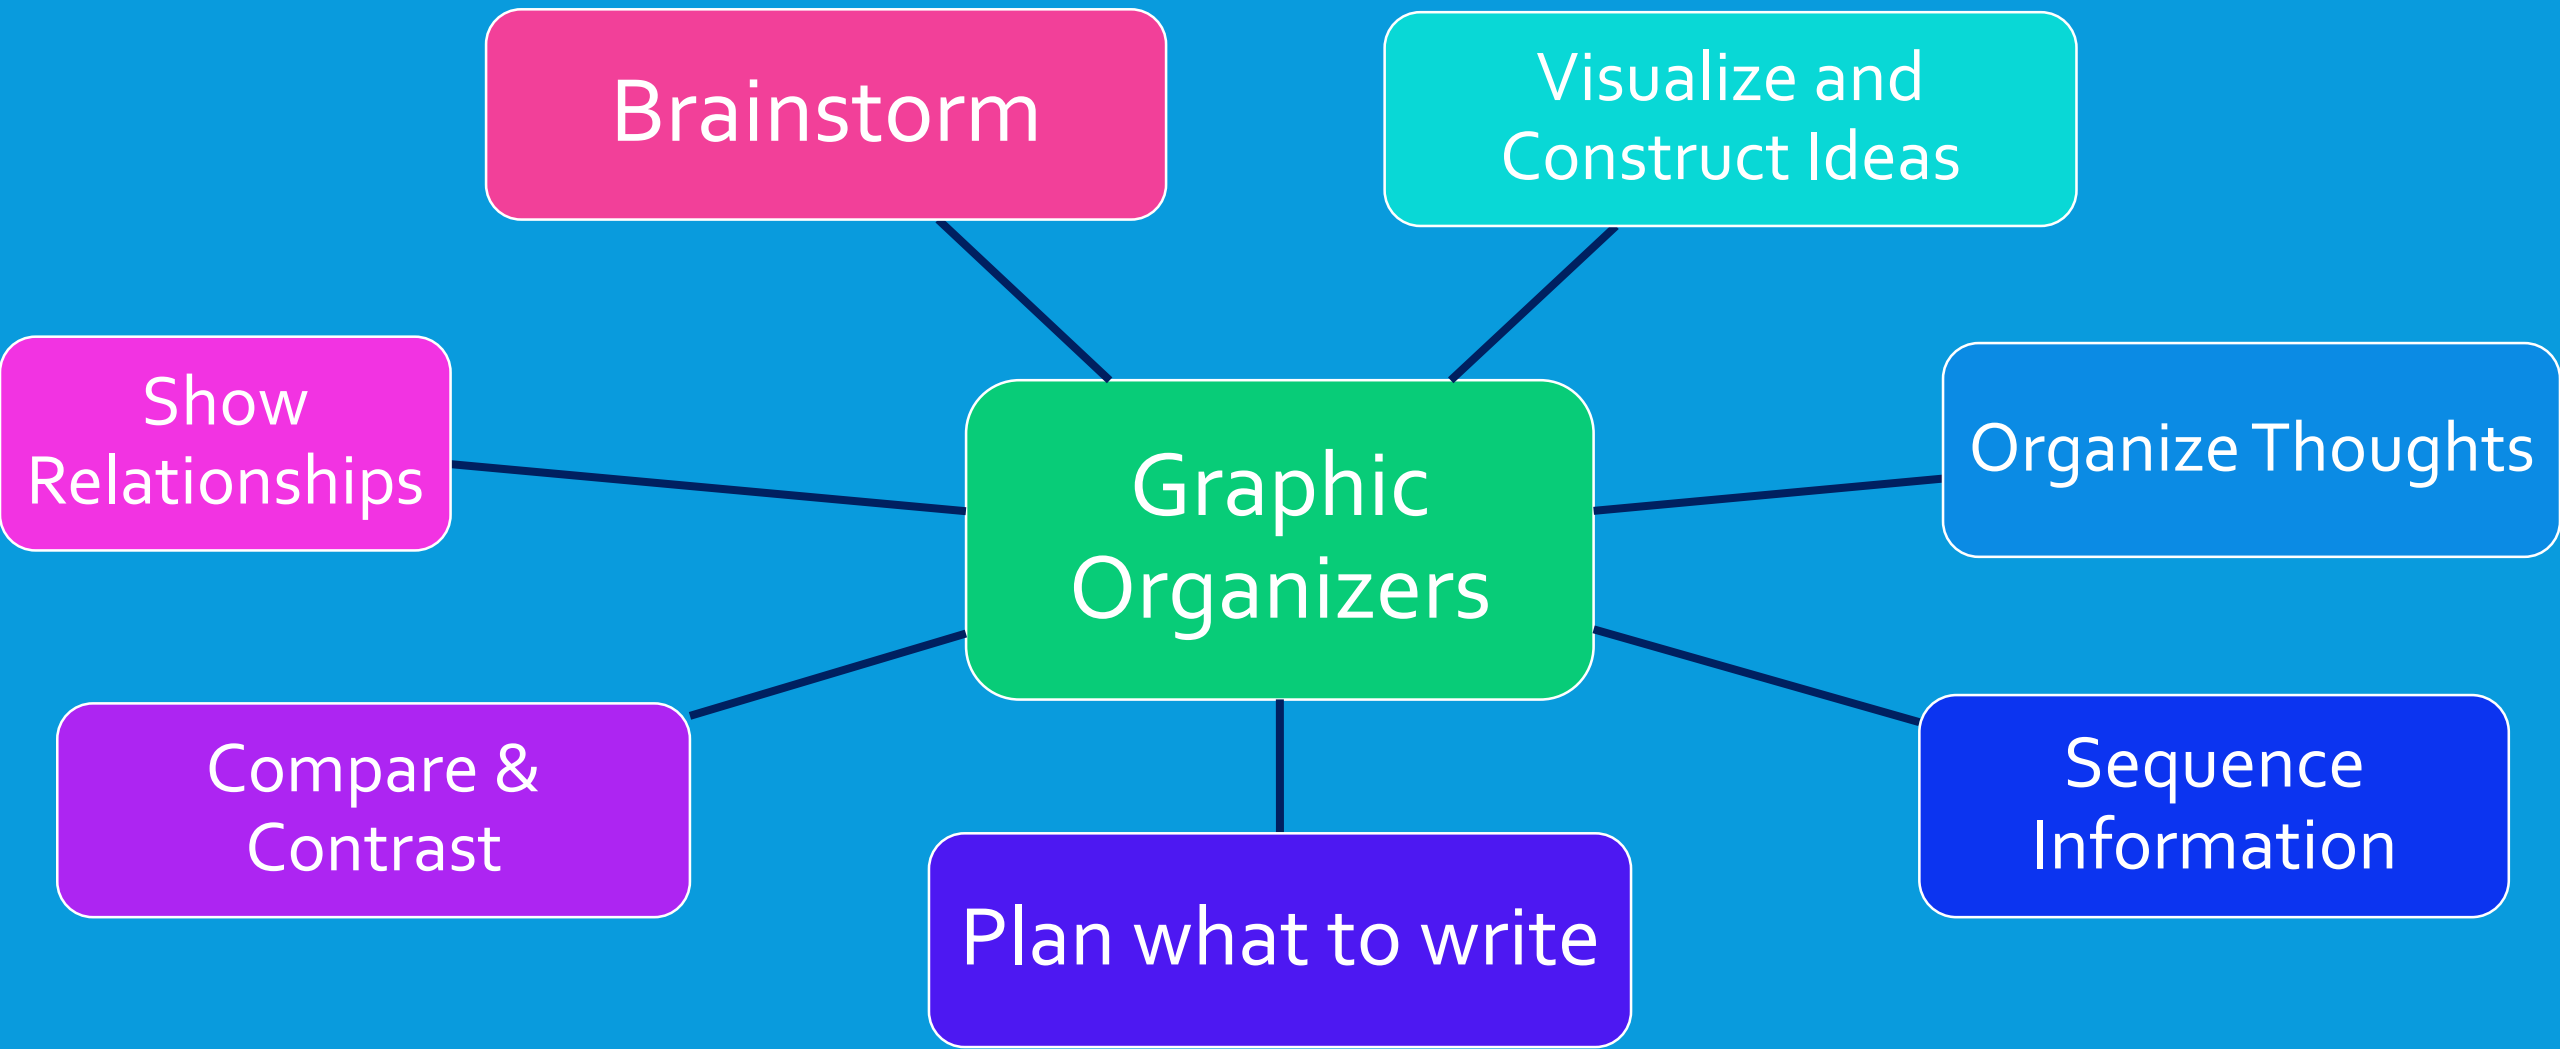 Brainstorm
Visualize and
Construct Ideas
Show
Relationships
Graphic
Organizers
Organize Thoughts
Compare &
Contrast
Plan what to write
Sequence
Information